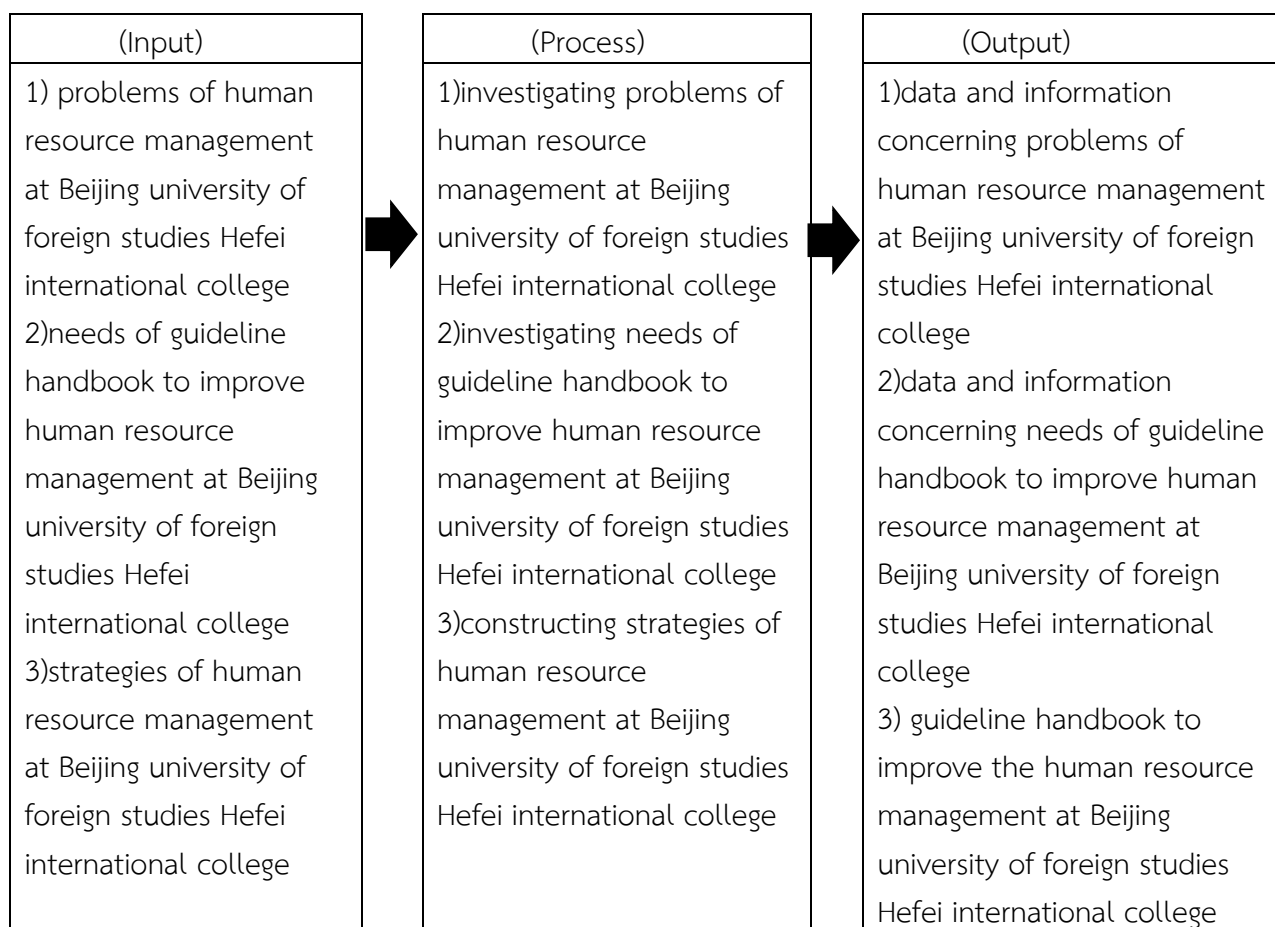 (Input)
1) problems of human
resource management
at Beijing university of
foreign studies Hefei
international college
2)needs of guideline
handbook to improve
human resource
management at Beijing
university of foreign
studies Hefei
international college
3)strategies of human
resource management
at Beijing university of
foreign studies Hefei
international college
(Process)
1)investigating problems of
human resource
management at Beijing
university of foreign studies
Hefei international college
2)investigating needs of
guideline handbook to
improve human resource
management at Beijing
university of foreign studies
Hefei international college
3)constructing strategies of
human resource
management at Beijing
university of foreign studies
Hefei international college
(Output)
1)data and information
concerning problems of
human resource management
at Beijing university of foreign
studies Hefei international
college
2)data and information
concerning needs of guideline
handbook to improve human
resource management at
Beijing university of foreign
studies Hefei international
college
3) guideline handbook to
improve the human resource
management at Beijing
university of foreign studies
Hefei international college